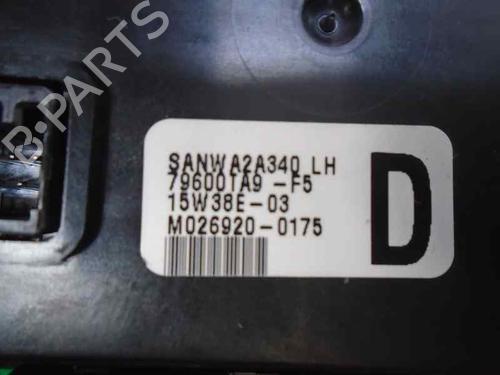 B-PARTS
SANWA2A340 LH
79600TA9 -F5
15W38E-03
M026920-0175
D